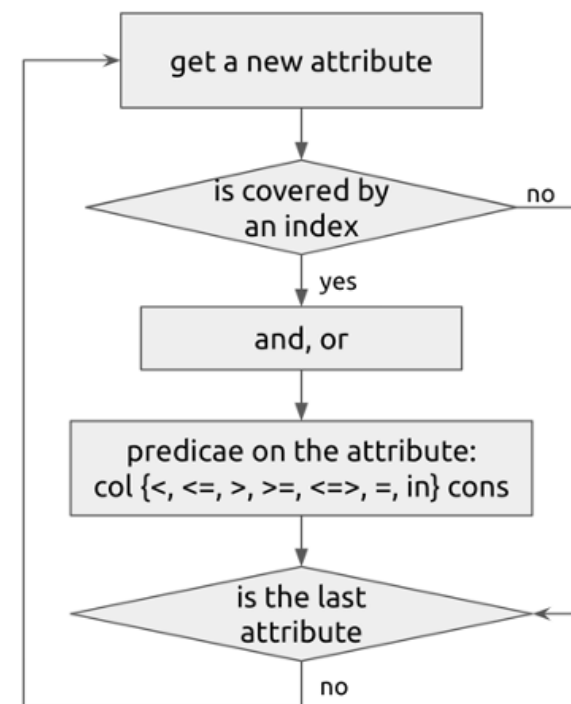 get a new attribute
is covered by
an index
no
yes
and, or
predicae on the attribute:
col {<, <=, >, >=, <=>, =, in} cons
is the last
attribute
no